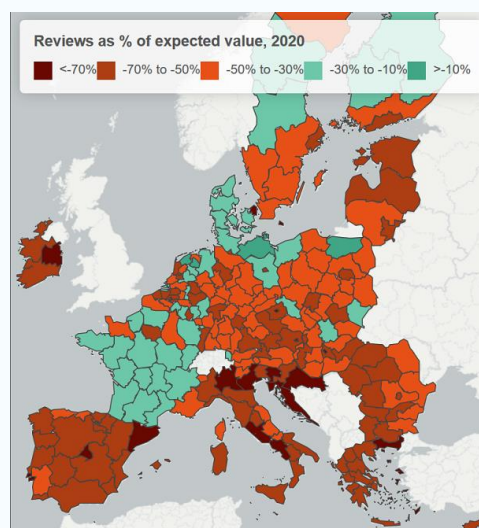 Reviews as % of expected value, 2020
<-70% -70% to -50% -50% to -30% -30% to -10% >-10%